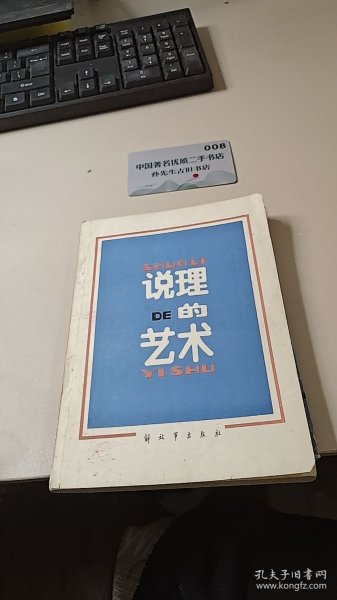 008
中国著名优质二手书店
孙先生古旧书店
SHUOLI
说理
DE 的
艺术
YI SHU
解放军出版社
孔夫子旧书网
www.kongfz.com